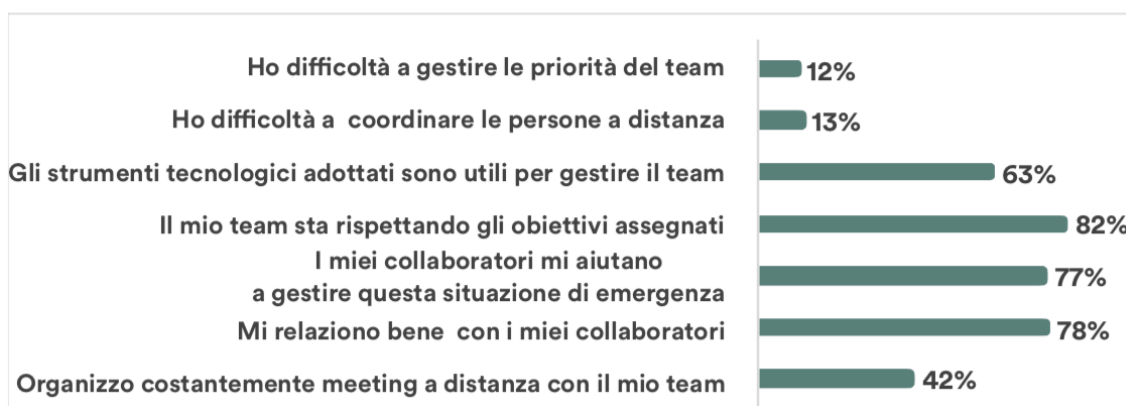 Ho difficoltà a gestire le priorità del team 12%
Ho difficoltà a  coordinare le persone a distanza 13%
Gli strumenti tecnologici adottati sono utili per gestire il team 63%
Il mio team sta rispettando gli obiettivi assegnati 82%
I miei collaboratori mi aiutano
a gestire questa situazione di emergenza 77%
Mi relaziono bene  con i miei collaboratori 78%
Organizzo costantemente meeting a distanza con il mio team 42%